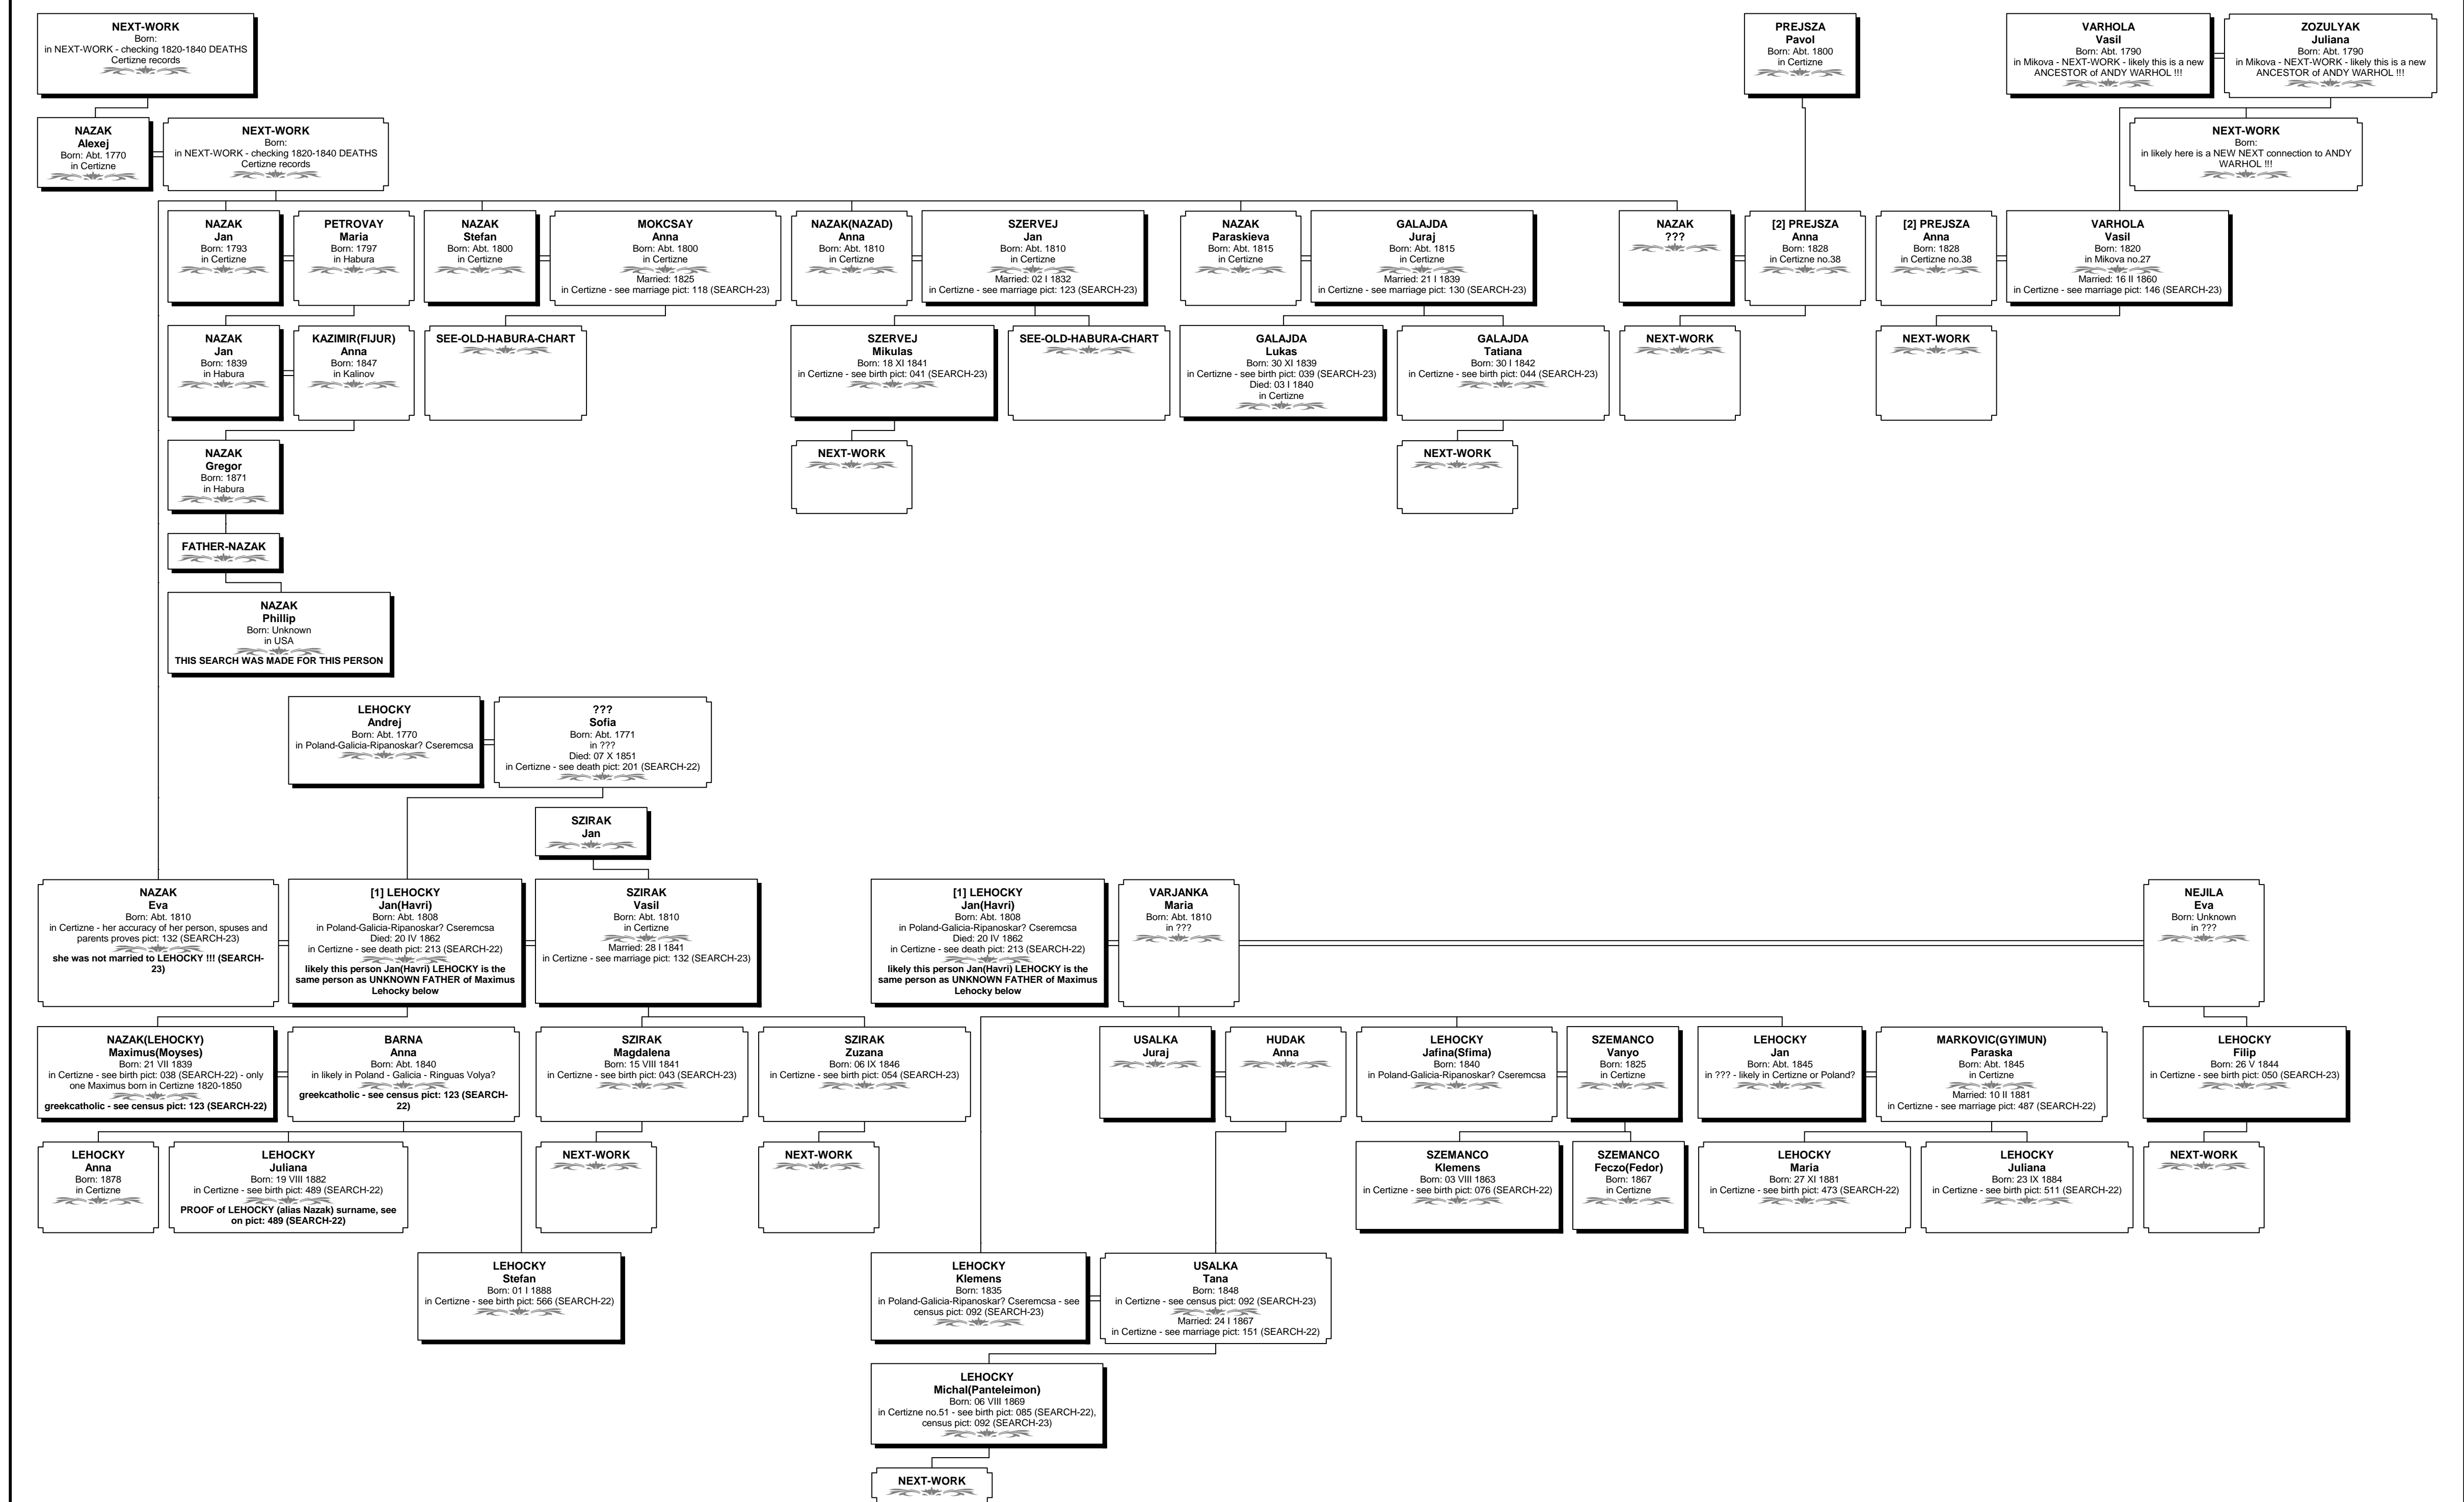 NEXT-WORK
Born:
in NEXT-WORK - checking 1820-1840 DEATHS
Certizne records
PREJSZA
Pavol
Born: Abt. 1800
in Certizne
VARHOLA
Vasil
Born: Abt. 1790
in Mikova - NEXT-WORK - likely this is a new
ANCESTOR of ANDY WARHOL !!!
ZOZULYAK
Juliana
Born: Abt. 1790
in Mikova - NEXT-WORK - likely this is a new
ANCESTOR of ANDY WARHOL !!!
NAZAK
Alexej
Born: Abt. 1770
in Certizne
NEXT-WORK
Born:
in NEXT-WORK - checking 1820-1840 DEATHS
Certizne records
NEXT-WORK
Born:
in likely here is a NEW NEXT connection to ANDY
WARHOL !!!
NAZAK
Jan
Born: 1793
in Certizne
PETROVAY
Maria
Born: 1797
in Habura
NAZAK
Stefan
Born: Abt. 1800
in Certizne
MOKCSAY
Anna
Born: Abt. 1800
in Certizne
Married: 1825
in Certizne - see marriage pict: 118 (SEARCH-23)
NAZAK(NAZAD)
Anna
Born: Abt. 1810
in Certizne
SZERVEJ
Jan
Born: Abt. 1810
in Certizne
Married: 02 I 1832
in Certizne - see marriage pict: 123 (SEARCH-23)
NAZAK
Paraskieva
Born: Abt. 1815
in Certizne
GALAJDA
Juraj
Born: Abt. 1815
in Certizne
Married: 21 I 1839
in Certizne - see marriage pict: 130 (SEARCH-23)
NAZAK
???
[2] PREJSZA
Anna
Born: 1828
in Certizne no.38
[2] PREJSZA
Anna
Born: 1828
in Certizne no.38
VARHOLA
Vasil
Born: 1820
in Mikova no.27
Married: 16 II 1860
in Certizne - see marriage pict: 146 (SEARCH-23)
NAZAK
Jan
Born: 1839
in Habura
KAZIMIR(FIJUR)
Anna
Born: 1847
in Kalinov
SEE-OLD-HABURA-CHART
SZERVEJ
Mikulas
Born: 18 XI 1841
in Certizne - see birth pict: 041 (SEARCH-23)
SEE-OLD-HABURA-CHART
GALAJDA
Lukas
Born: 30 XI 1839
in Certizne - see birth pict: 039 (SEARCH-23)
Died: 03 I 1840
in Certizne
GALAJDA
Tatiana
Born: 30 I 1842
in Certizne - see birth pict: 044 (SEARCH-23)
NEXT-WORK
NEXT-WORK
NAZAK
Gregor
Born: 1871
in Habura
NEXT-WORK
NEXT-WORK
FATHER-NAZAK
NAZAK
Phillip
Born: Unknown
in USA
THIS SEARCH WAS MADE FOR THIS PERSON
LEHOCKY
Andrej
Born: Abt. 1770
in Poland-Galicia-Ripanoskar? Cseremcsa
???
Sofia
Born: Abt. 1771
in ???
Died: 07 X 1851
in Certizne - see death pict: 201 (SEARCH-22)
SZIRAK
Jan
NAZAK
Eva
Born: Abt. 1810
in Certizne - her accuracy of her person, spuses and
parents proves pict: 132 (SEARCH-23)
she was not married to LEHOCKY !!! (SEARCH-
23)
[1] LEHOCKY
Jan(Havri)
Born: Abt. 1808
in Poland-Galicia-Ripanoskar? Cseremcsa
Died: 20 IV 1862
in Certizne - see death pict: 213 (SEARCH-22)
likely this person Jan(Havri) LEHOCKY is the
same person as UNKNOWN FATHER of Maximus
Lehocky below
SZIRAK
Vasil
Born: Abt. 1810
in Certizne
Married: 28 I 1841
in Certizne - see marriage pict: 132 (SEARCH-23)
[1] LEHOCKY
Jan(Havri)
Born: Abt. 1808
in Poland-Galicia-Ripanoskar? Cseremcsa
Died: 20 IV 1862
in Certizne - see death pict: 213 (SEARCH-22)
likely this person Jan(Havri) LEHOCKY is the
same person as UNKNOWN FATHER of Maximus
Lehocky below
VARJANKA
Maria
Born: Abt. 1810
in ???
NEJILA
Eva
Born: Unknown
in ???
NAZAK(LEHOCKY)
Maximus(Moyses)
Born: 21 VII 1839
in Certizne - see birth pict: 038 (SEARCH-22) - only
one Maximus born in Certizne 1820-1850
greekcatholic - see census pict: 123 (SEARCH-22)
BARNA
Anna
Born: Abt. 1840
in likely in Poland - Galicia - Ringuas Volya?
greekcatholic - see census pict: 123 (SEARCH-
22)
SZIRAK
Magdalena
Born: 15 VIII 1841
in Certizne - see birth pict: 043 (SEARCH-23)
SZIRAK
Zuzana
Born: 06 IX 1846
in Certizne - see birth pict: 054 (SEARCH-23)
USALKA
Juraj
HUDAK
Anna
LEHOCKY
Jafina(Sfima)
Born: 1840
in Poland-Galicia-Ripanoskar? Cseremcsa
SZEMANCO
Vanyo
Born: 1825
in Certizne
LEHOCKY
Jan
Born: Abt. 1845
in ??? - likely in Certizne or Poland?
MARKOVIC(GYIMUN)
Paraska
Born: Abt. 1845
in Certizne
Married: 10 II 1881
in Certizne - see marriage pict: 487 (SEARCH-22)
LEHOCKY
Filip
Born: 26 V 1844
in Certizne - see birth pict: 050 (SEARCH-23)
LEHOCKY
Anna
Born: 1878
in Certizne
LEHOCKY
Juliana
Born: 19 VIII 1882
in Certizne - see birth pict: 489 (SEARCH-22)
PROOF of LEHOCKY (alias Nazak) surname, see
on pict: 489 (SEARCH-22)
NEXT-WORK
NEXT-WORK
SZEMANCO
Klemens
Born: 03 VIII 1863
in Certizne - see birth pict: 076 (SEARCH-22)
SZEMANCO
Feczo(Fedor)
Born: 1867
in Certizne
LEHOCKY
Maria
Born: 27 XI 1881
in Certizne - see birth pict: 473 (SEARCH-22)
LEHOCKY
Juliana
Born: 23 IX 1884
in Certizne - see birth pict: 511 (SEARCH-22)
NEXT-WORK
LEHOCKY
Stefan
Born: 01 I 1888
in Certizne - see birth pict: 566 (SEARCH-22)
LEHOCKY
Klemens
Born: 1835
in Poland-Galicia-Ripanoskar? Cseremcsa - see
census pict: 092 (SEARCH-23)
USALKA
Tana
Born: 1848
in Certizne - see census pict: 092 (SEARCH-23)
Married: 24 I 1867
in Certizne - see marriage pict: 151 (SEARCH-22)
LEHOCKY
Michal(Panteleimon)
Born: 06 VIII 1869
in Certizne no.51 - see birth pict: 085 (SEARCH-22),
census pict: 092 (SEARCH-23)
NEXT-WORK